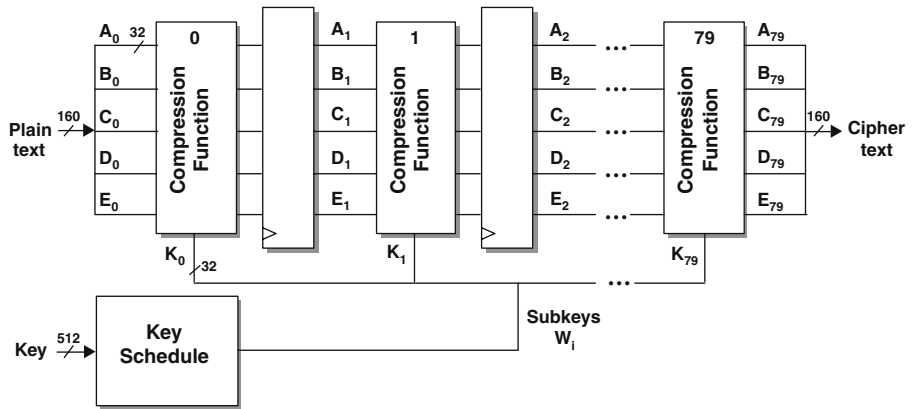 A₀ 32 0 A₁ 1 A₂ ... 79 A₇₉
B₀ B₁ B₂ B₇₉
C₀ C₁ C₂ C₇₉
D₀ D₁ D₂ D₇₉
E₀ E₁ E₂ ... E₇₉
Plain
text
160
Compression
Function
Compression
Function
Compression
Function
160
Cipher
text
K₀ 32 K₁ K₇₉
...
Subkeys
Wᵢ
Key 512
Key
Schedule